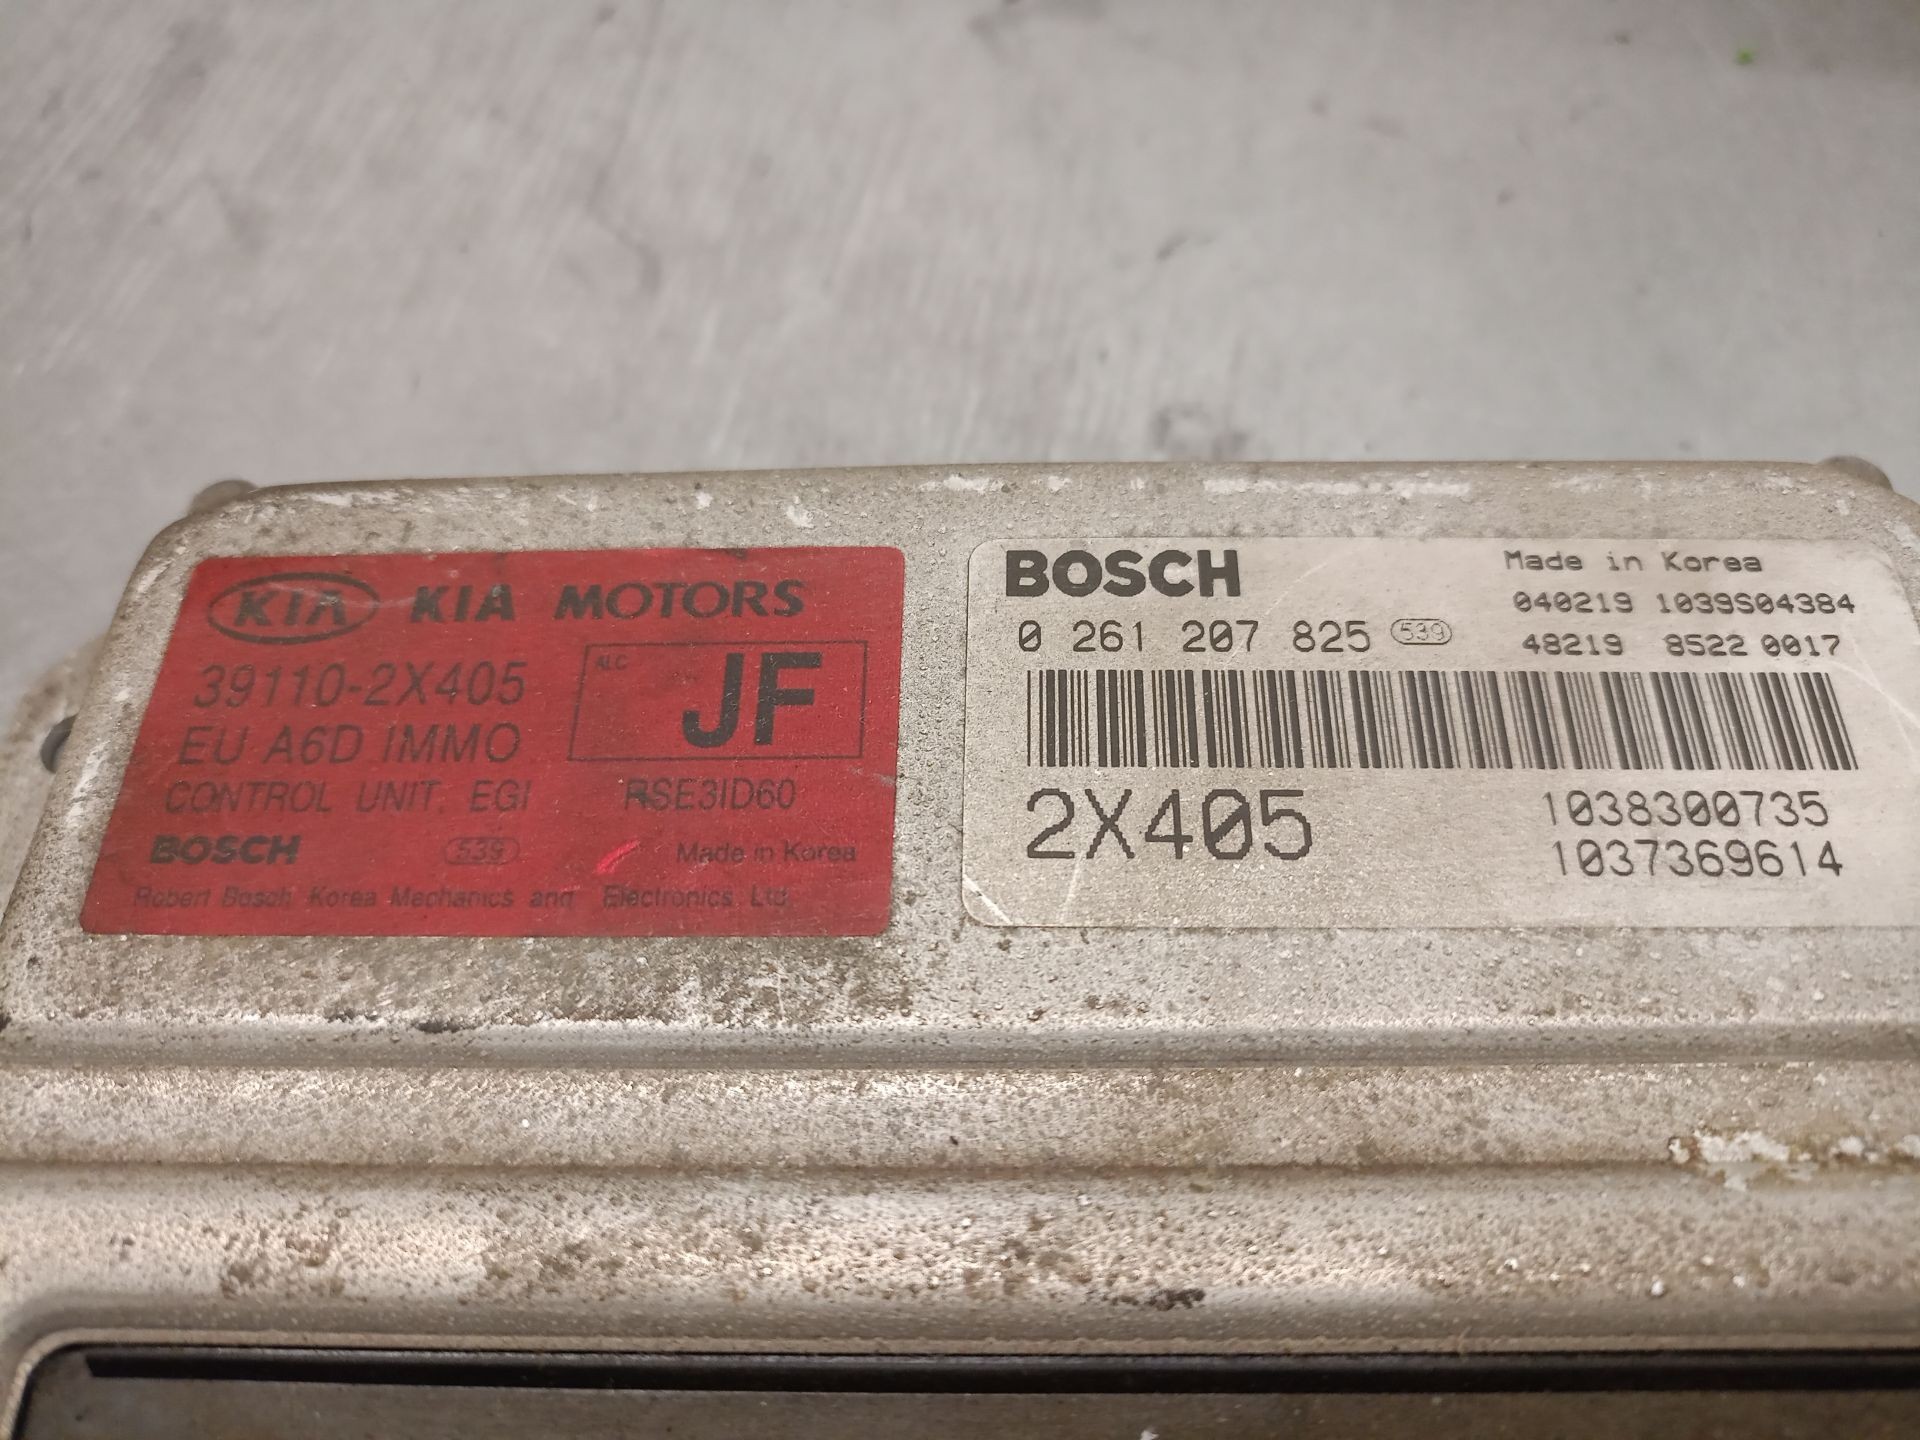 KIA KIA MOTORS
39110-2X405
ALC JF
EU A6D IMMO
CONTROL UNIT, EGI RSE3ID60
BOSCH 539 Made in Korea
Robert Bosch Korea Mechanics and Electronics Ltd.
BOSCH Made in Korea
040219 1039S04384
0 261 207 825 539
48219 8522 0017
2X405
1038300735
1037369614